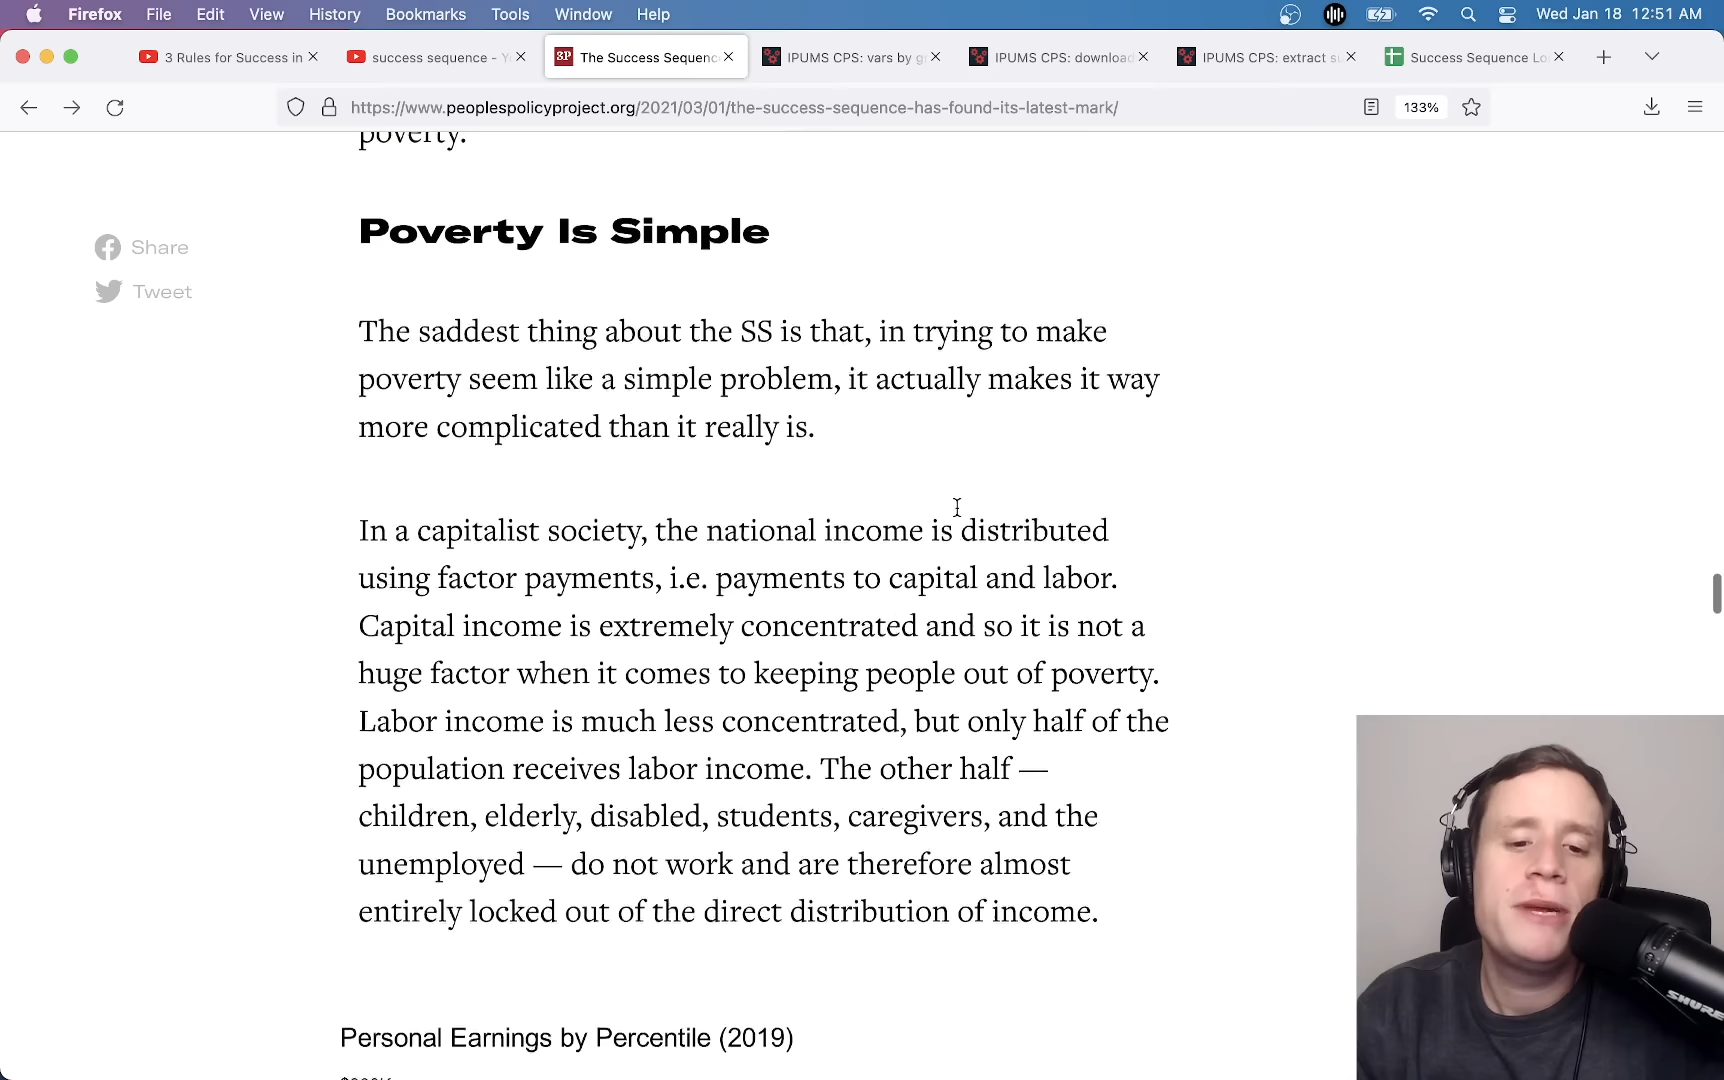 Firefox File Edit View History Bookmarks Tools Window Help Wed Jan 18 12:51 AM
3 Rules for Success in success sequence - Y The Success Sequenc IPUMS CPS: vars by g IPUMS CPS: download IPUMS CPS: extract su Success Sequence Lo
https://www.peoplespolicyproject.org/2021/03/01/the-success-sequence-has-found-its-latest-mark/ 133%
poverty.
Poverty Is Simple
Share
Tweet
The saddest thing about the SS is that, in trying to make
poverty seem like a simple problem, it actually makes it way
more complicated than it really is.
In a capitalist society, the national income is distributed
using factor payments, i.e. payments to capital and labor.
Capital income is extremely concentrated and so it is not a
huge factor when it comes to keeping people out of poverty.
Labor income is much less concentrated, but only half of the
population receives labor income. The other half —
children, elderly, disabled, students, caregivers, and the
unemployed — do not work and are therefore almost
entirely locked out of the direct distribution of income.
Personal Earnings by Percentile (2019)
SHURE